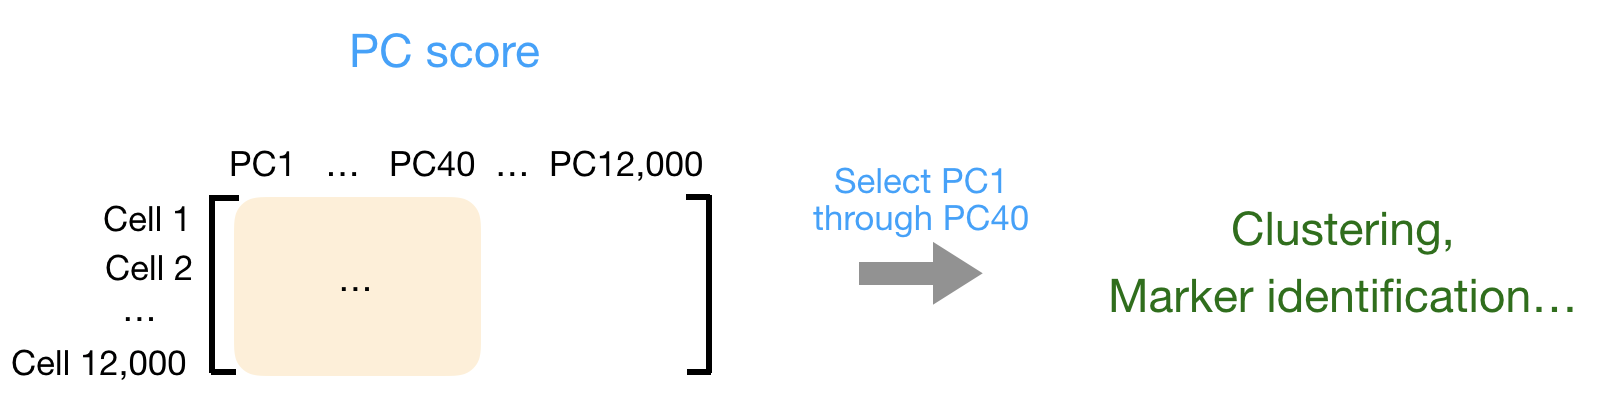 PC score
PC1 ... PC40 ... PC12,000
Cell 1
Cell 2
...
Cell 12,000
...
Select PC1
through PC40
Clustering,
Marker identification...